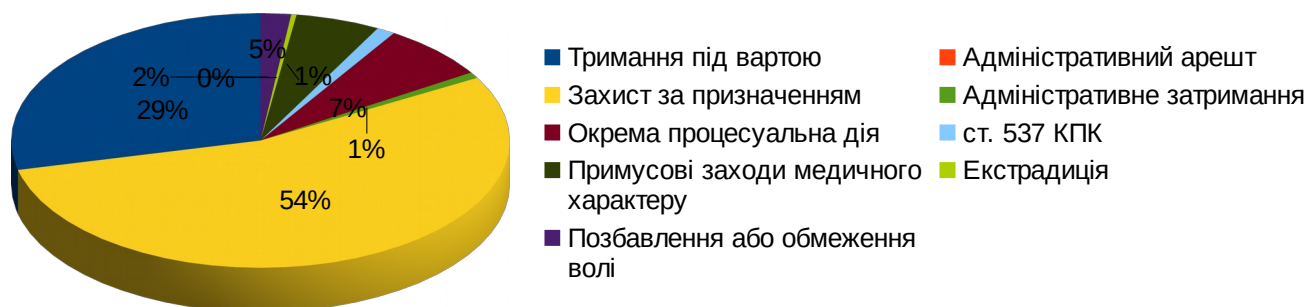 5%
2%
0%
1%
29%
7%
1%
54%
Тримання під вартою
Захист за призначенням
Окрема процесуальна дія
Примусові заходи медичного
характеру
Позбавлення або обмеження
волі
Адміністративний арешт
Адміністративне затримання
ст. 537 КПК
Екстрадиція